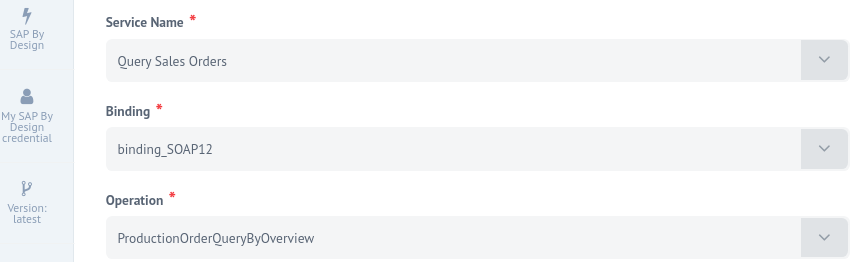 SAP By
Design
My SAP By
Design
credential
Version:
latest
Service Name *
Query Sales Orders
Binding *
binding_SOAP12
Operation *
ProductionOrderQueryByOverview